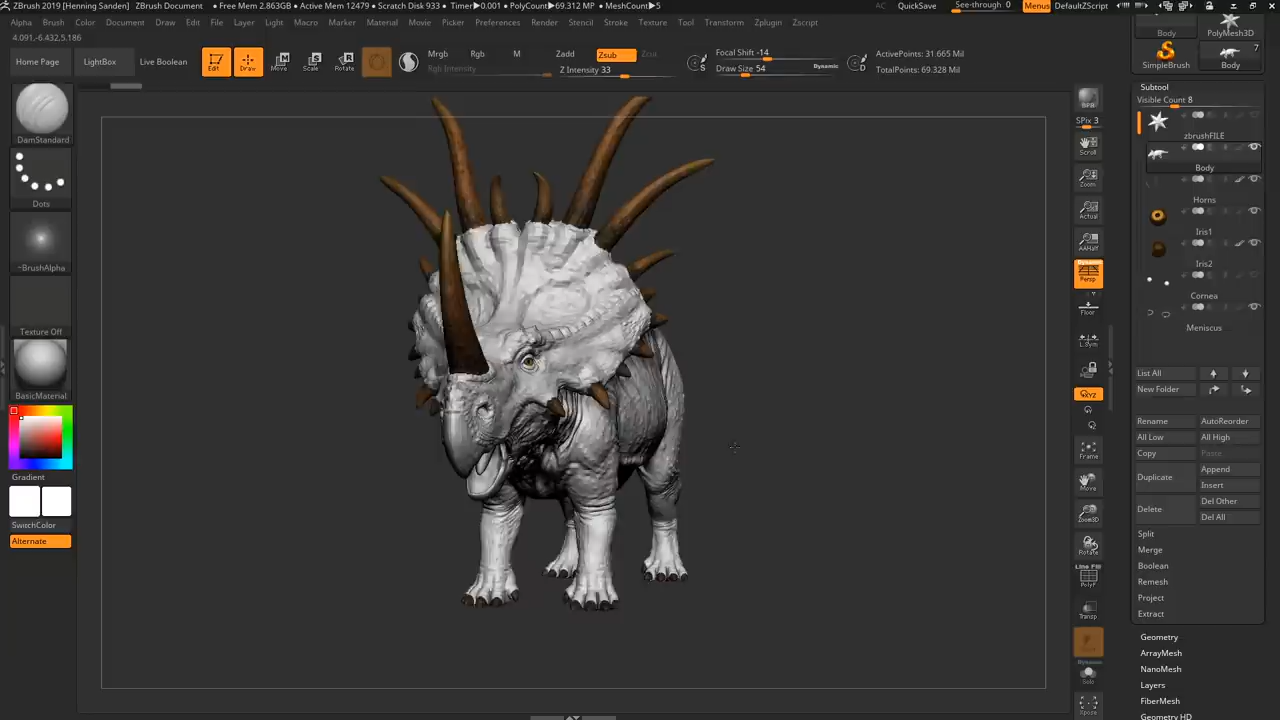 ZBrush 2019 [Henning Sanden] ZBrush Document • Free Mem 2.863GB • Active Mem 12479 • Scratch Disk 933 • Timer▶0.001 • PolyCount▶69.312 MP • MeshCount▶5 AC QuickSave See-through 0 Menus DefaultZScript
Alpha Brush Color Document Draw Edit File Layer Light Macro Marker Material Movie Picker Preferences Render Stencil Stroke Texture Tool Transform Zplugin Zscript
4.091,-6.432,5.186
Home Page LightBox Live Boolean Edit Draw Move Scale Rotate
Mrgb Rgb M Zadd Zsub
Rgb Intensity Z Intensity 33
Focal Shift -14
Draw Size 54 Dynamic
ActivePoints: 31.665 Mil
TotalPoints: 69.328 Mil
S
D
DamStandard
Dots
~BrushAlpha
Texture Off
BasicMaterial
Gradient
SwitchColor
Alternate
BPR
SPix 3
Scroll
Zoom
Actual
AAHalf
Dynamic
Persp
Floor
L.Sym
XYZ
Frame
Move
Zoom3D
Rotate
Line Fill
PolyF
Transp
Dynamic
Solo
Xpose
Body PolyMesh3D
7
SimpleBrush Body
Subtool
Visible Count 8
zbrushFILE
Body
Horns
Iris1
Iris2
Cornea
Meniscus
List All
New Folder
Rename AutoReorder
All Low All High
Copy Paste
Duplicate Append
Insert
Delete Del Other
Del All
Split
Merge
Boolean
Remesh
Project
Extract
Geometry
ArrayMesh
NanoMesh
Layers
FiberMesh
Geometry HD